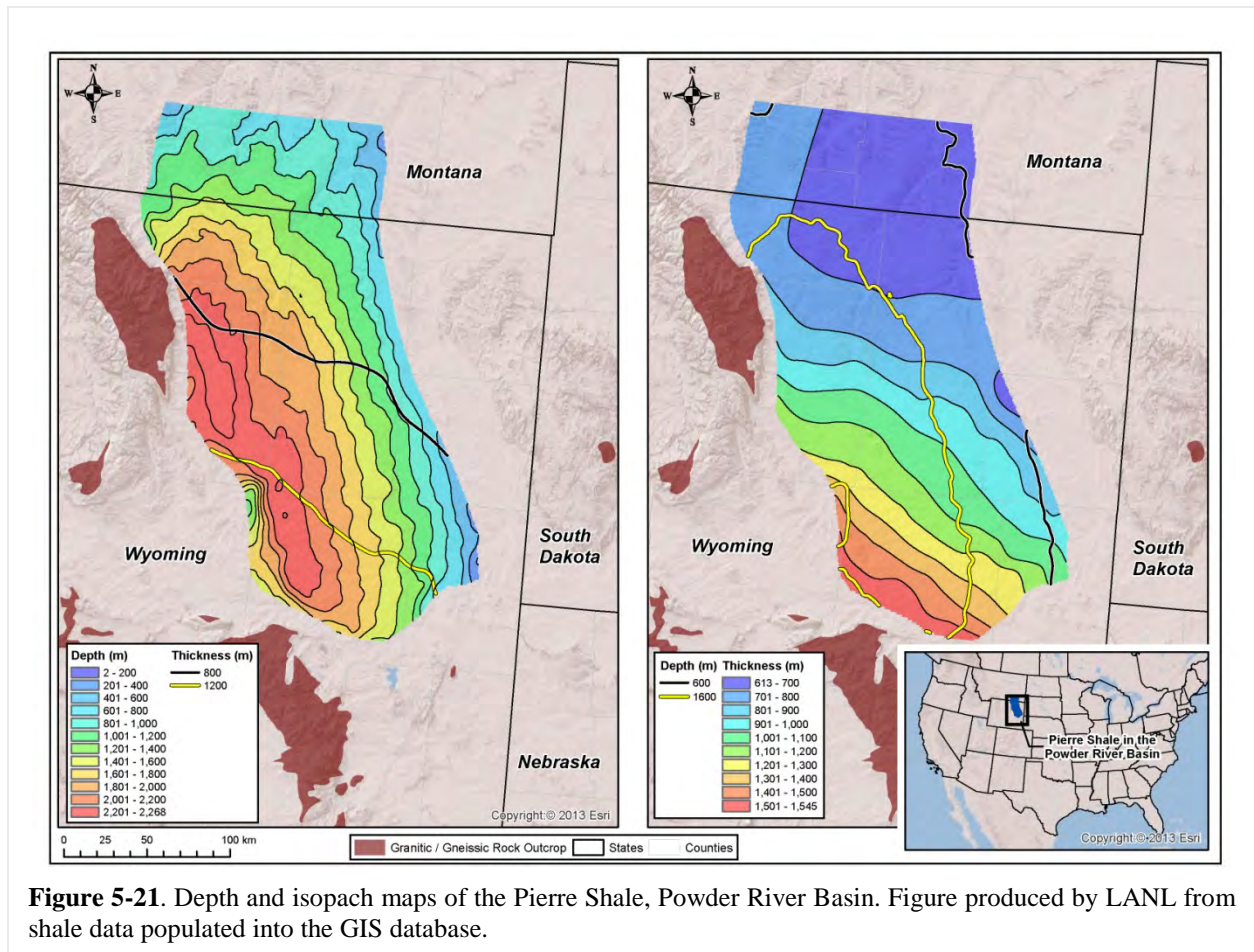 N
W E
S
Montana
Wyoming
South
Dakota
Nebraska
Depth (m)
2 - 200
201 - 400
401 - 600
601 - 800
801 - 1,000
1,001 - 1,200
1,201 - 1,400
1,401 - 1,600
1,601 - 1,800
1,801 - 2,000
2,001 - 2,200
2,201 - 2,268
Thickness (m)
800
1200
Copyright:© 2013 Esri
0 25 50 100 km
N
W E
S
Montana
Wyoming
South
Dakota
Depth (m)
600
1600
Thickness (m)
613 - 700
701 - 800
801 - 900
901 - 1,000
1,001 - 1,100
1,101 - 1,200
1,201 - 1,300
1,301 - 1,400
1,401 - 1,500
1,501 - 1,545
Pierre Shale in the
Powder River Basin
Copyright:© 2013 Esri
Granitic / Gneissic Rock Outcrop States Counties
Figure 5-21. Depth and isopach maps of the Pierre Shale, Powder River Basin. Figure produced by LANL from
shale data populated into the GIS database.